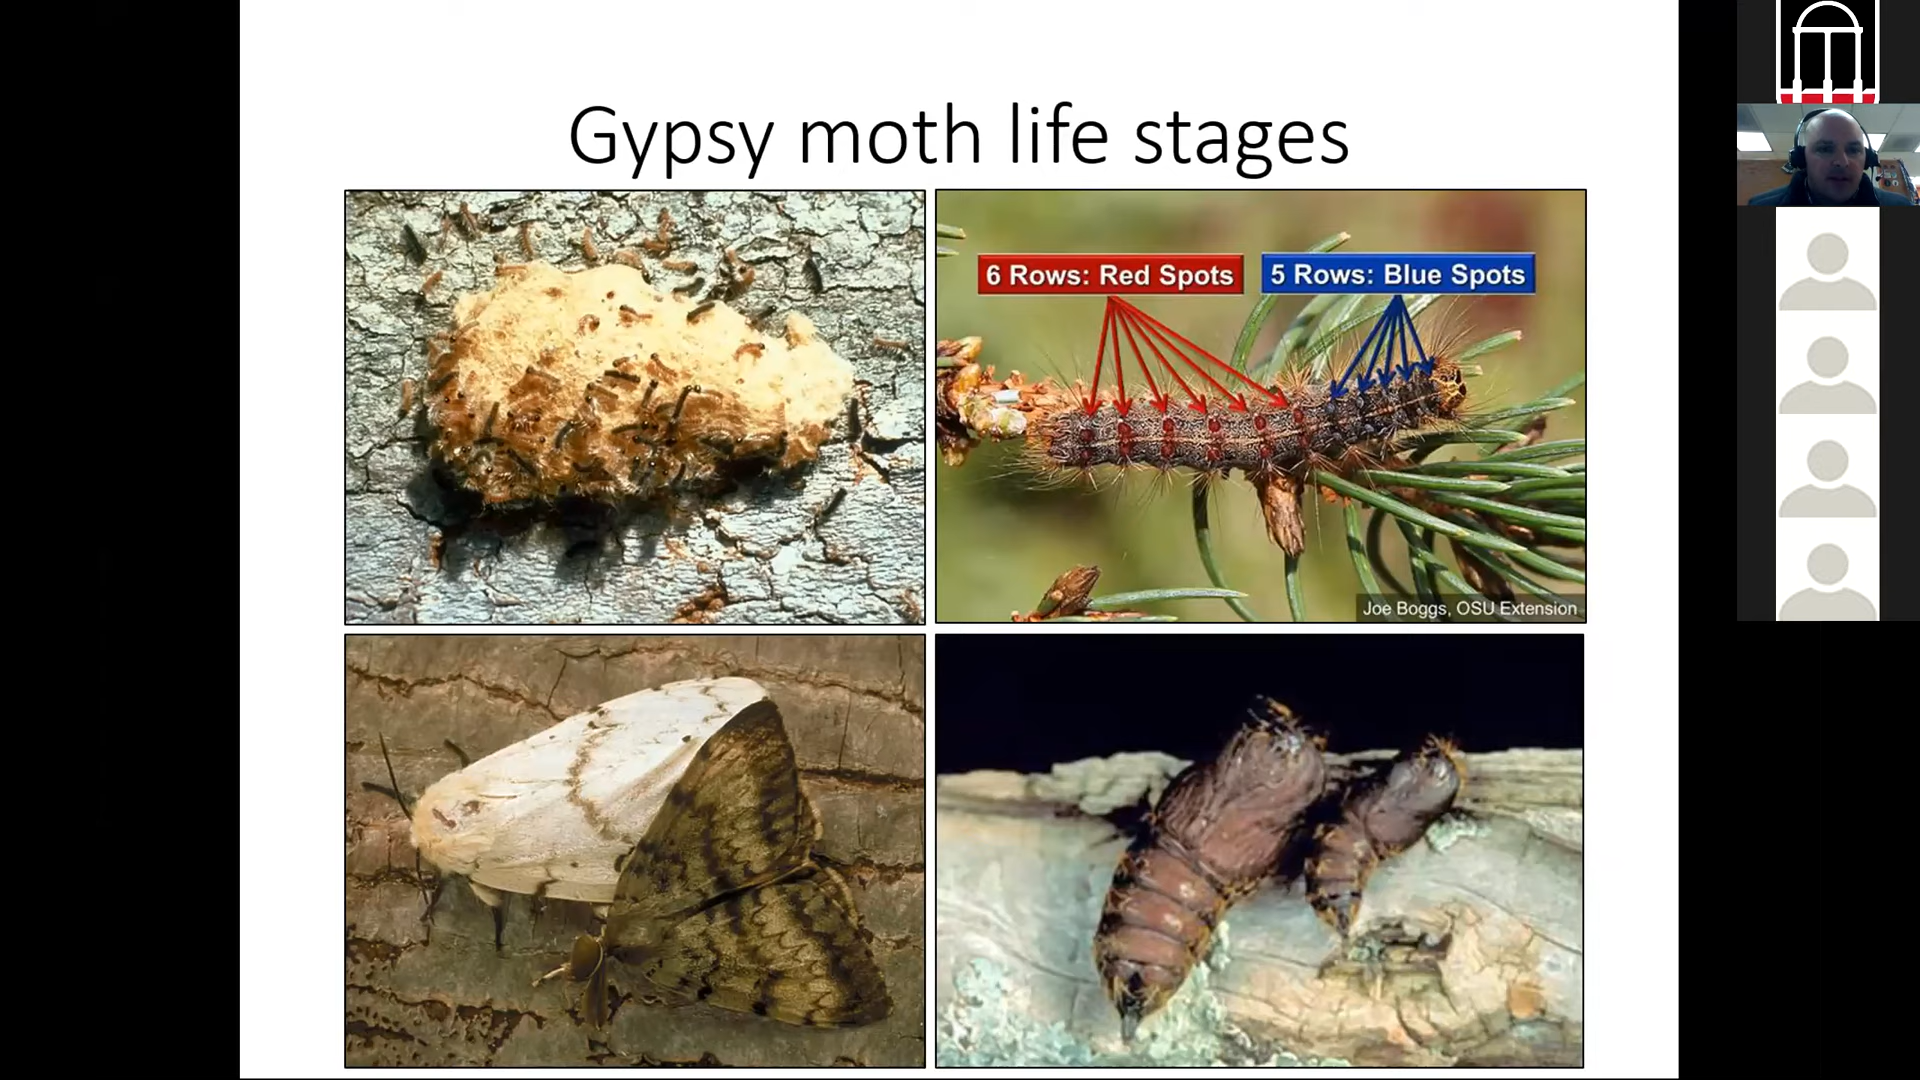 Gypsy moth life stages
6 Rows: Red Spots
5 Rows: Blue Spots
Joe Boggs, OSU Extension